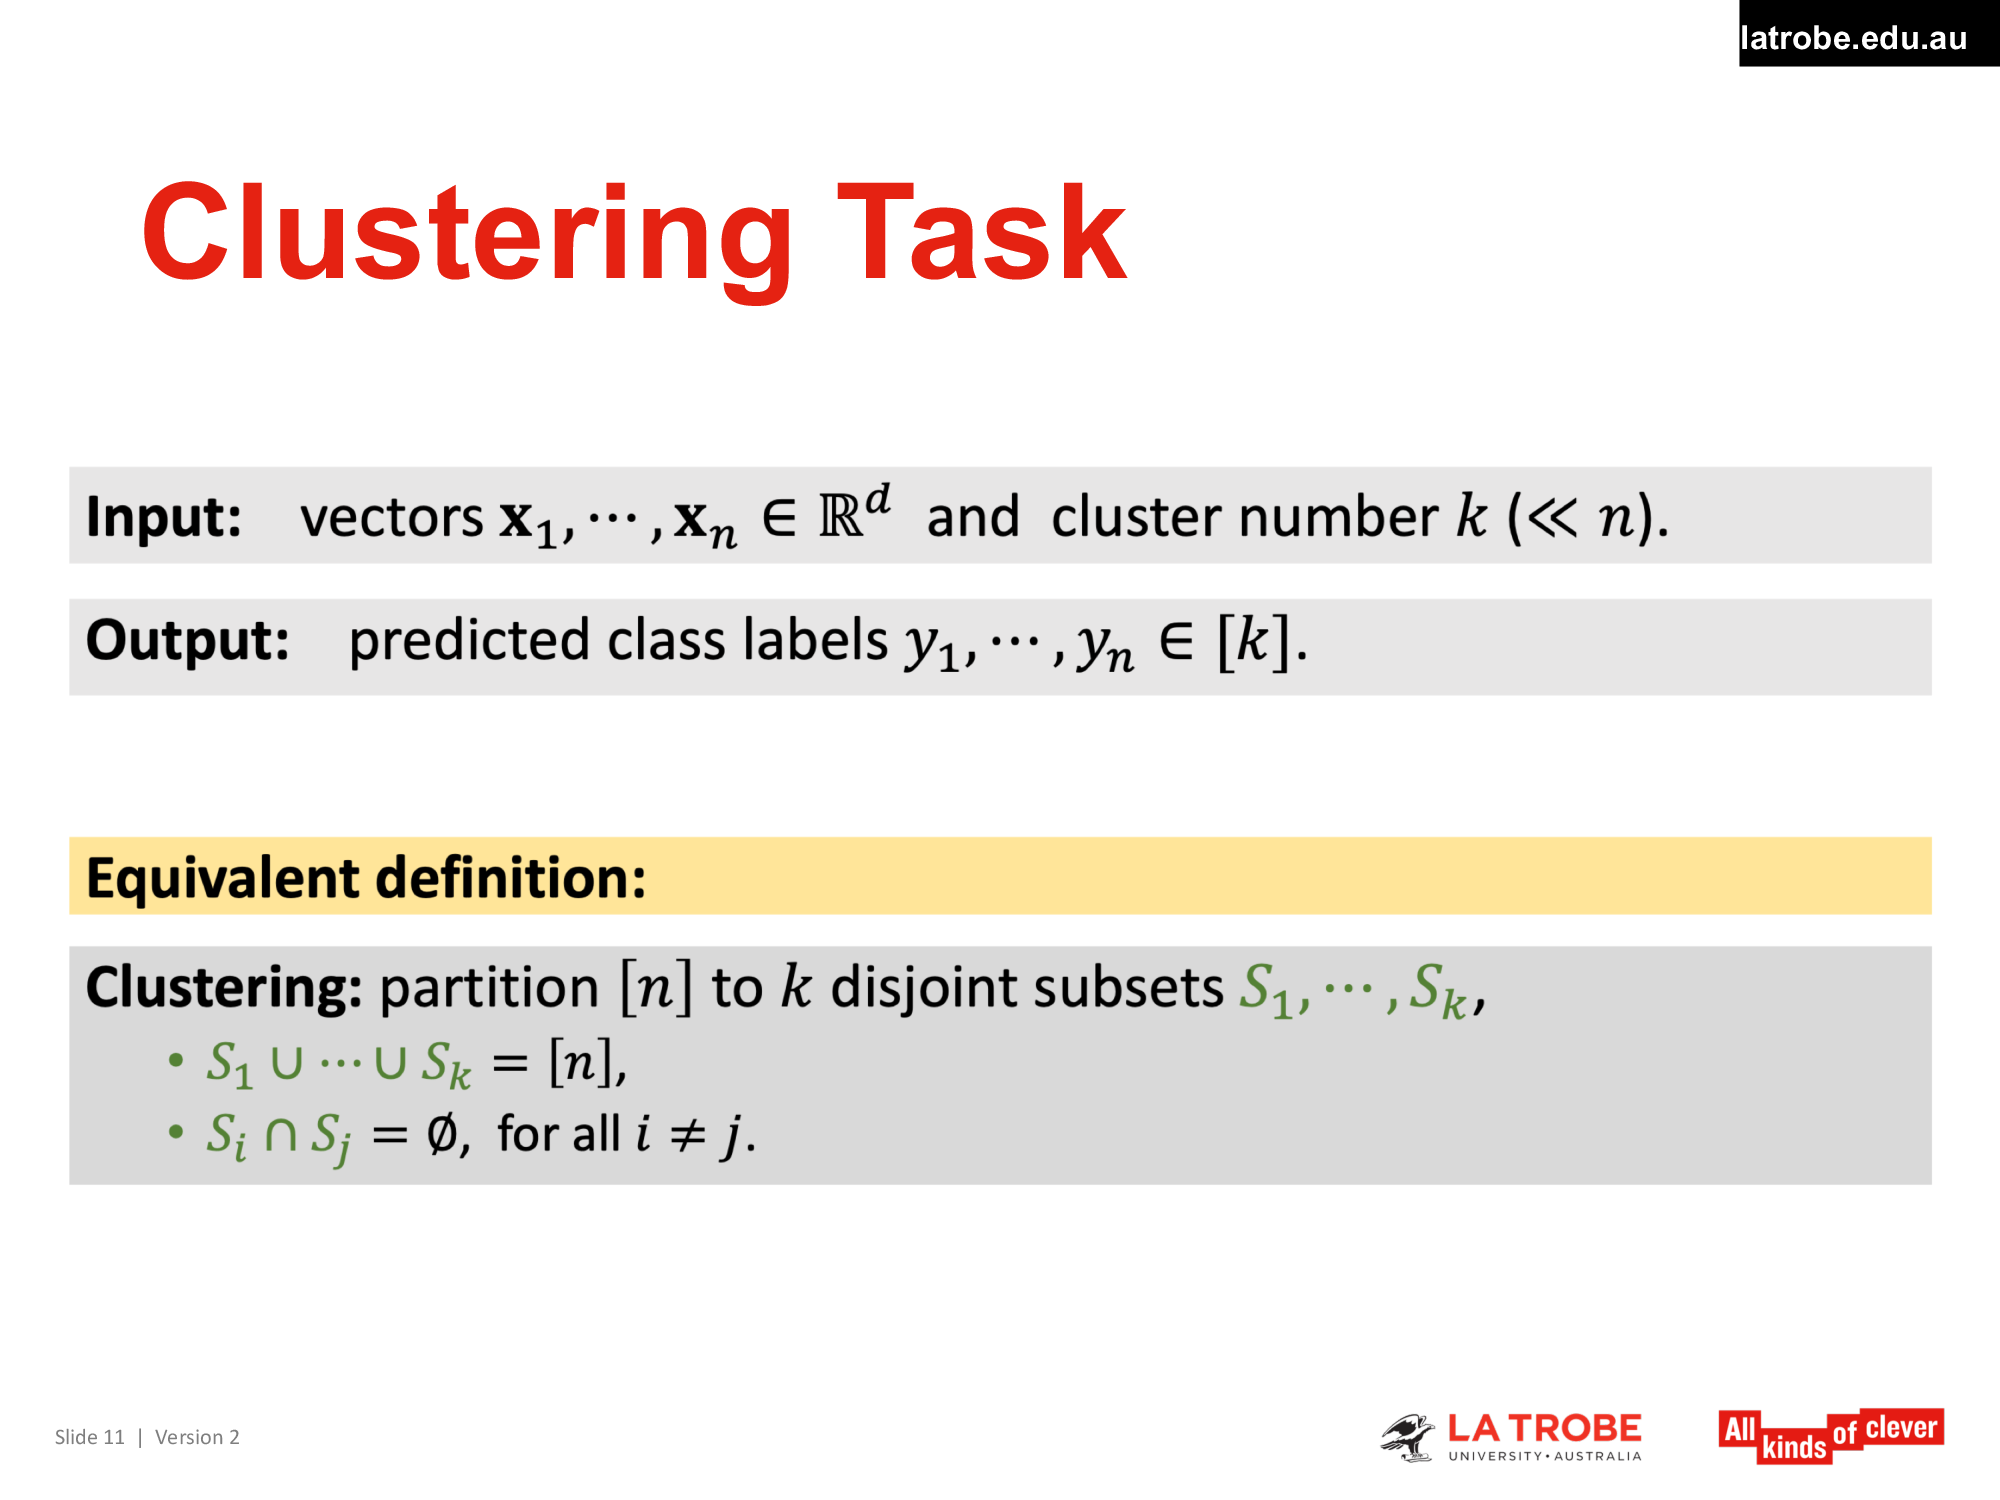 latrobe.edu.au
Clustering Task
Input: vectors 𝐱₁, ⋯ , 𝐱ₙ ∈ ℝᵈ and cluster number k (≪ n).
Output: predicted class labels y₁, ⋯ , yₙ ∈ [k].
Equivalent definition:
Clustering: partition [n] to k disjoint subsets S₁, ⋯ , Sₖ,
• S₁ ∪ ⋯ ∪ Sₖ = [n],
• Sᵢ ∩ Sⱼ = ∅, for all i ≠ j.
Slide 11 | Version 2
LA TROBE
UNIVERSITY • AUSTRALIA
All kinds of clever